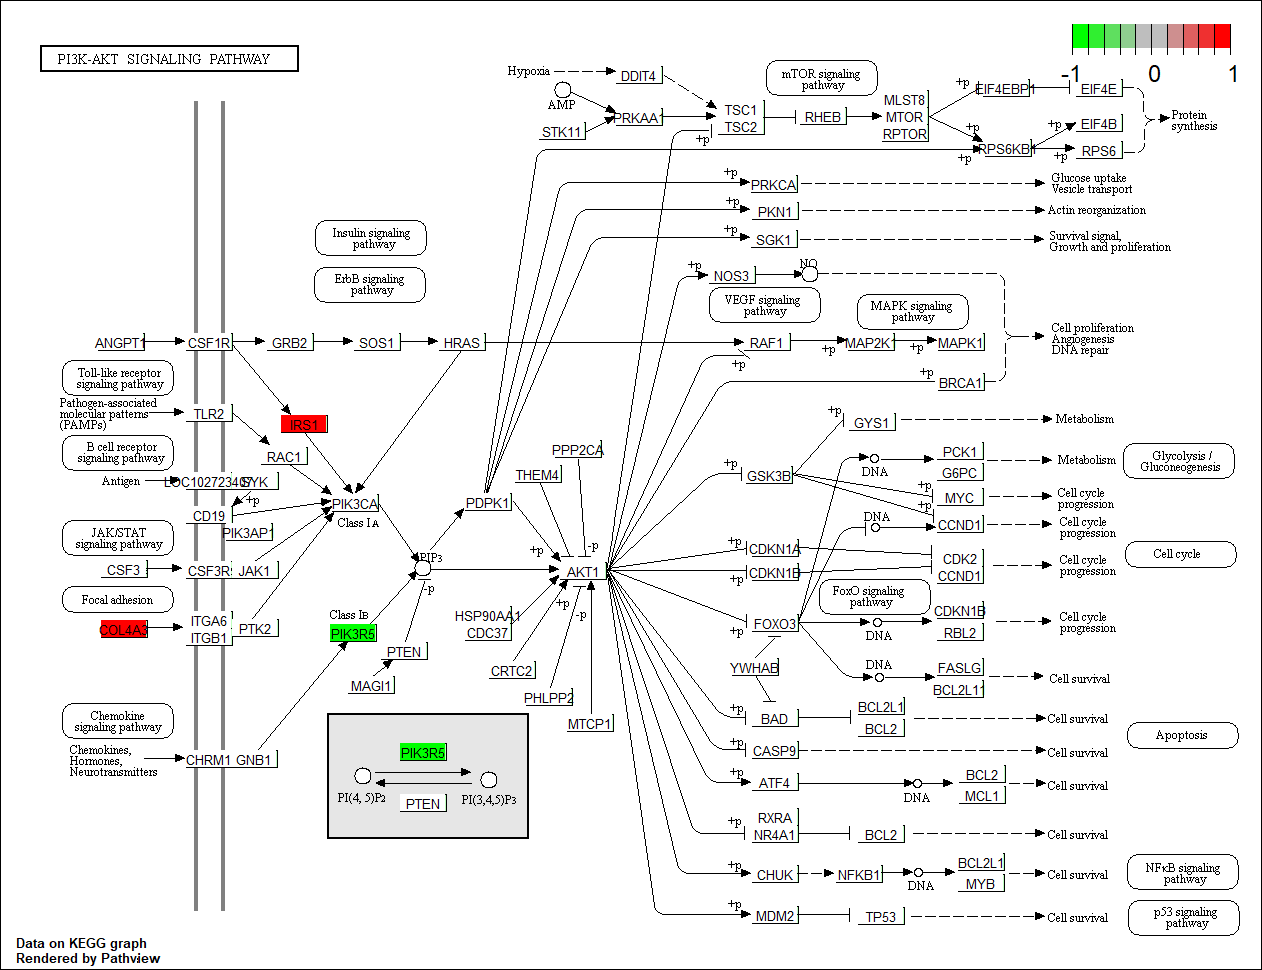 PI3K-AKT SIGNALING PATHWAY
-1 0 1
Hypoxia
DDIT4
mTOR signaling
pathway
AMP
STK11
PRKAA1
TSC1
TSC2
+p
RHEB
MLST8
MTOR
RPTOR
+p
EIF4EBP1
EIF4E
+p
RPS6KB1
+p
+p
EIF4B
+p
RPS6
Protein
synthesis
+p
PRKCA
Glucose uptake
Vesicle transport
+p
PKN1
Actin reorganization
+p
SGK1
Survival signal,
Growth and proliferation
Insulin signaling
pathway
ErbB signaling
pathway
+p
NOS3
NO
VEGF signaling
pathway
MAPK signaling
pathway
Cell proliferation
Angiogenesis
DNA repair
ANGPT1
CSF1R
GRB2
SOS1
HRAS
RAF1
+p
+p
MAP2K1
+p
MAPK1
+p
BRCA1
Toll-like receptor
signaling pathway
Pathogen-associated
molecular patterns
(PAMPs)
TLR2
IRS1
RAC1
B cell receptor
signaling pathway
Antigen
LOC102723407
SYK
+p
CD19
PIK3AP1
PIK3CA
Class IA
PDPK1
THEM4
PPP2CA
+p
-p
GSK3B
+p
GYS1
Metabolism
DNA
PCK1
G6PC
Metabolism
Glycolysis /
Gluconeogenesis
+p
MYC
Cell cycle
progression
+p
DNA
CCND1
Cell cycle
progression
JAK/STAT
signaling pathway
CSF3
CSF3R
JAK1
PIP3
-p
AKT1
+p
CDKN1A
+p
CDKN1B
CDK2
CCND1
Cell cycle
progression
Cell cycle
Focal adhesion
COL4A3
ITGA6
ITGB1
PTK2
Class IB
PIK3R5
PTEN
MAGI1
HSP90AA1
CDC37
+p
-p
CRTC2
PHLPP2
MTCP1
FoxO signaling
pathway
FOXO3
+p
DNA
CDKN1B
RBL2
Cell cycle
progression
YWHAB
DNA
FASLG
BCL2L11
Cell survival
+p
BAD
BCL2L1
BCL2
Cell survival
Chemokine
signaling pathway
Chemokines,
Hormones,
Neurotransmitters
CHRM1
GNB1
PIK3R5
PI(4, 5)P2
PI(3,4,5)P3
PTEN
+p
CASP9
Cell survival
Apoptosis
+p
ATF4
DNA
BCL2
MCL1
Cell survival
+p
RXRA
NR4A1
BCL2
Cell survival
+p
CHUK
NFKB1
DNA
BCL2L1
MYB
Cell survival
NFκB signaling
pathway
+p
MDM2
TP53
Cell survival
p53 signaling
pathway
Data on KEGG graph
Rendered by Pathview